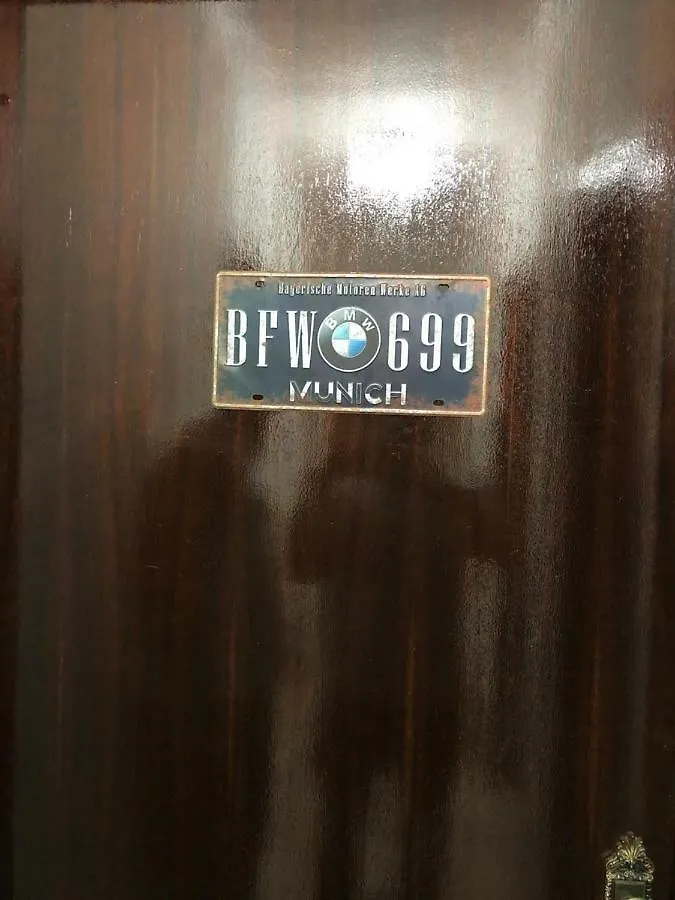 Bayerische Motoren Werke AG
BFW BMW 699
MUNICH